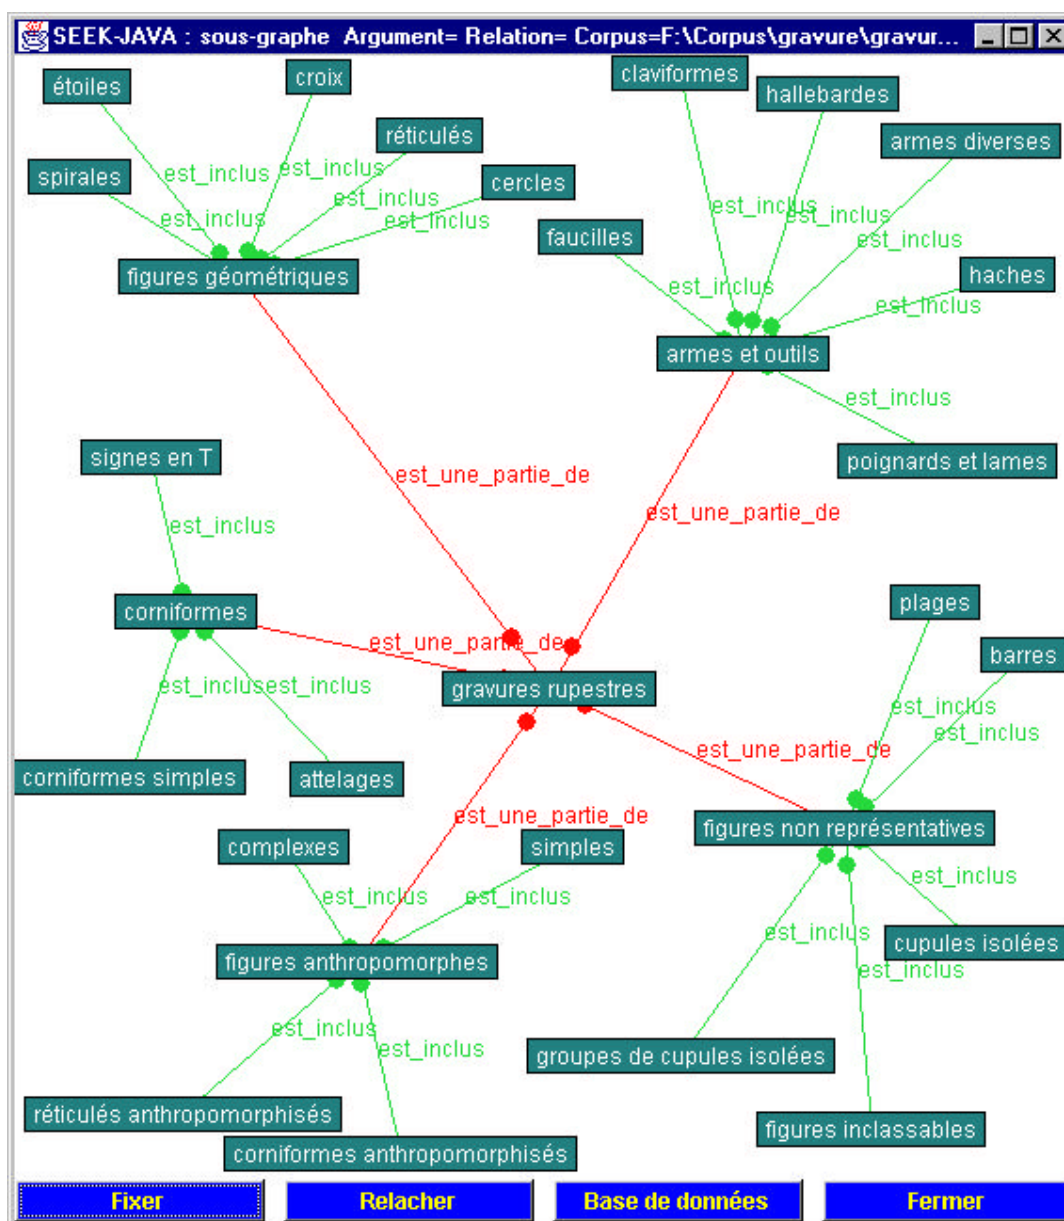 SEEK-JAVA : sous-graphe Argument= Relation= Corpus=F:\Corpus\gravure\gravur...
étoiles
croix
claviformes
hallebardes
réticulés
armes diverses
spirales
est_inclus
est_inclus
est_inclus
cercles
est_inclus
est_inclus
est_inclus
est_inclus
est_inclus
faucilles
figures géométriques
est_inclus
haches
est_inclus
armes et outils
est_inclus
signes en T
poignards et lames
est_une_partie_de
est_une_partie_de
est_inclus
corniformes
plages
est_une_partie_de
barres
gravures rupestres
est_inclus
est_inclus
est_inclus
est_inclus
est_une_partie_de
corniformes simples
attelages
est_une_partie_de
figures non représentatives
complexes
simples
est_inclus
est_inclus
est_inclus
est_inclus
cupules isolées
figures anthropomorphes
est_inclus
est_inclus
est_inclus
groupes de cupules isolées
réticulés anthropomorphisés
figures inclassables
corniformes anthropomorphisés
Fixer
Relacher
Base de données
Fermer